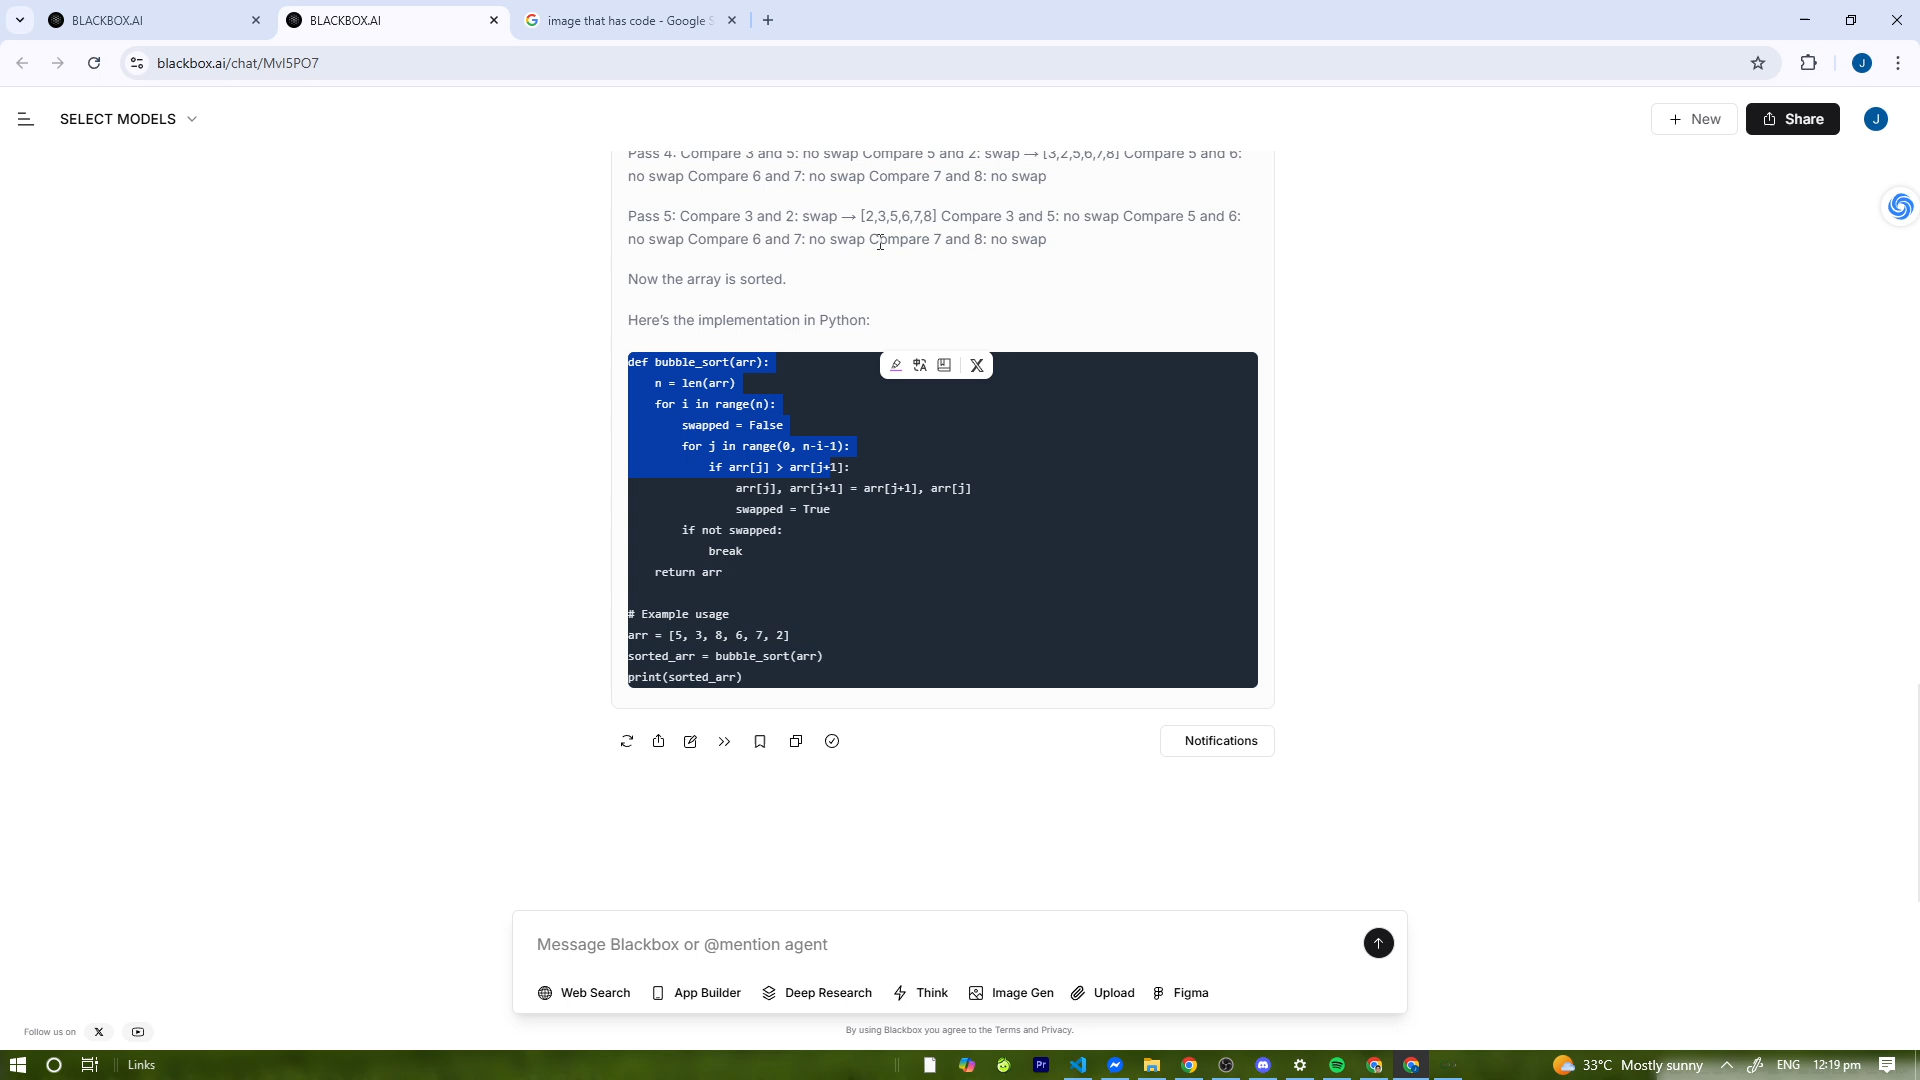 BLACKBOX.AI
BLACKBOX.AI
image that has code - Google S
blackbox.ai/chat/MvI5PO7
J
SELECT MODELS
New
Share
J
Pass 4: Compare 3 and 5: no swap Compare 5 and 2: swap → [3,2,5,6,7,8] Compare 5 and 6:
no swap Compare 6 and 7: no swap Compare 7 and 8: no swap
Pass 5: Compare 3 and 2: swap → [2,3,5,6,7,8] Compare 3 and 5: no swap Compare 5 and 6:
no swap Compare 6 and 7: no swap Compare 7 and 8: no swap
Now the array is sorted.
Here’s the implementation in Python:
def bubble_sort(arr):
    n = len(arr)
    for i in range(n):
        swapped = False
        for j in range(0, n-i-1):
            if arr[j] > arr[j+1]:
                arr[j], arr[j+1] = arr[j+1], arr[j]
                swapped = True
        if not swapped:
            break
    return arr
# Example usage
arr = [5, 3, 8, 6, 7, 2]
sorted_arr = bubble_sort(arr)
print(sorted_arr)
Notifications
Message Blackbox or @mention agent
Web Search App Builder Deep Research Think Image Gen Upload Figma
Follow us on
By using Blackbox you agree to the Terms and Privacy.
Links
Pr
33°C Mostly sunny
ENG
12:19 pm